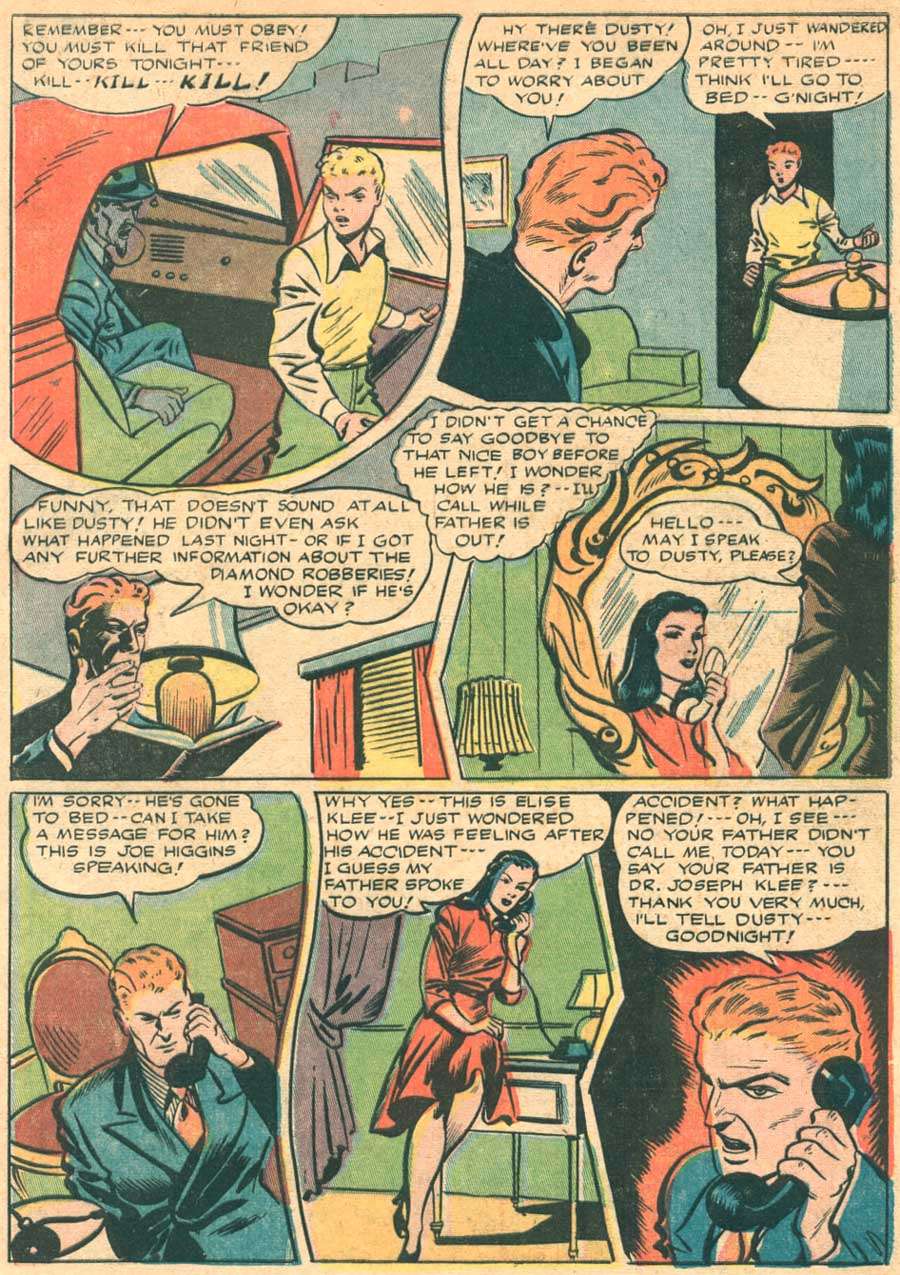 REMEMBER--- YOU MUST OBEY!
YOU MUST KILL THAT FRIEND
OF YOURS TONIGHT---
KILL-- KILL--- KILL!
HY THERE DUSTY!
WHERE'VE YOU BEEN
ALL DAY? I BEGAN
TO WORRY ABOUT
YOU!
OH, I JUST WANDERED
AROUND-- I'M
PRETTY TIRED----
THINK I'LL GO TO
BED-- G'NIGHT!
FUNNY, THAT DOESN'T SOUND AT ALL
LIKE DUSTY! HE DIDN'T EVEN ASK
WHAT HAPPENED LAST NIGHT- OR IF I GOT
ANY FURTHER INFORMATION ABOUT THE
DIAMOND ROBBERIES!
I WONDER IF HE'S
OKAY?
I DIDN'T GET A CHANCE
TO SAY GOODBYE TO
THAT NICE BOY BEFORE
HE LEFT! I WONDER
HOW HE IS?--I'LL
CALL WHILE
FATHER IS
OUT!
HELLO---
MAY I SPEAK
TO DUSTY, PLEASE?
I'M SORRY-- HE'S GONE
TO BED--CAN I TAKE
A MESSAGE FOR HIM?
THIS IS JOE HIGGINS
SPEAKING!
WHY YES-- THIS IS ELISE
KLEE--I JUST WONDERED
HOW HE WAS FEELING AFTER
HIS ACCIDENT---
I GUESS MY
FATHER SPOKE
TO YOU!
ACCIDENT? WHAT HAP-
PENED!---OH, I SEE---
NO YOUR FATHER DIDN'T
CALL ME, TODAY--- YOU
SAY YOUR FATHER IS
DR. JOSEPH KLEE?---
THANK YOU VERY MUCH,
I'LL TELL DUSTY---
GOODNIGHT!